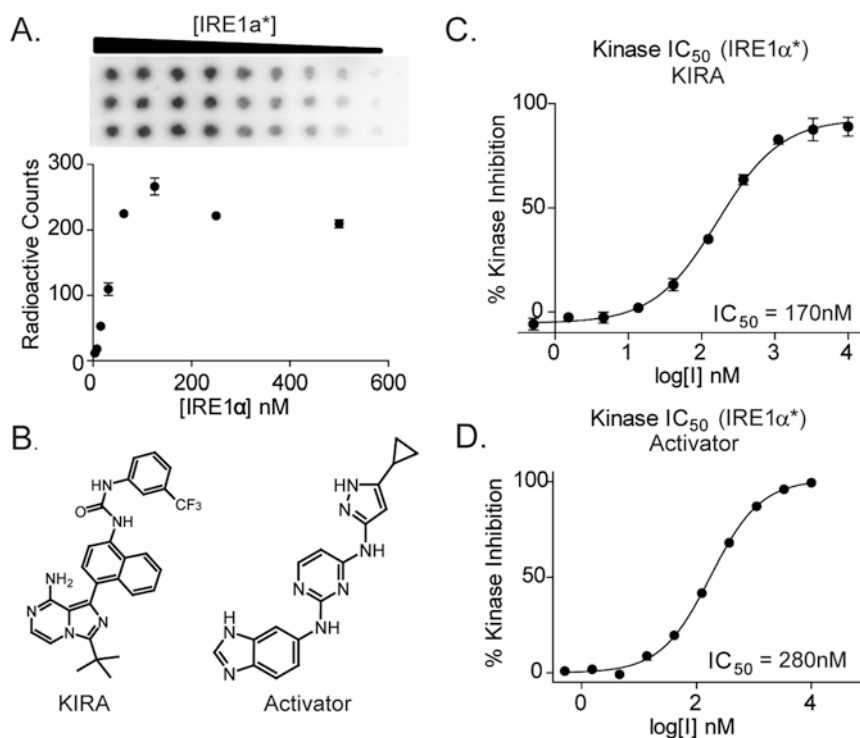 A.
[IRE1a*]
300
200
100
0
Radioactive Counts
0 200 400 600
[IRE1α] nM
B.
H
N
N
H
O
NH
CF3
NH2
N
N
N
KIRA
HN
N
NH
N
N
NH
H
N
N
Activator
C.
Kinase IC50 (IRE1α*)
KIRA
100
50
0
% Kinase Inhibition
IC50 = 170nM
0 1 2 3 4
log[I] nM
D.
Kinase IC50 (IRE1α*)
Activator
100
50
0
% Kinase Inhibition
IC50 = 280nM
0 2 4
log[I] nM